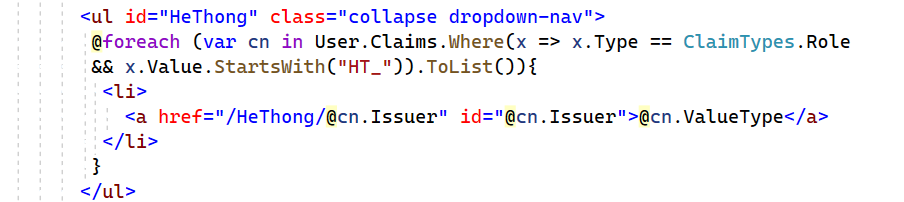 <ul id="HeThong" class="collapse dropdown-nav">
@foreach (var cn in User.Claims.Where(x => x.Type == ClaimTypes.Role
&& x.Value.StartsWith("HT_")).ToList()){
<li>
<a href="/HeThong/@cn.Issuer" id="@cn.Issuer">@cn.ValueType</a>
</li>
}
</ul>